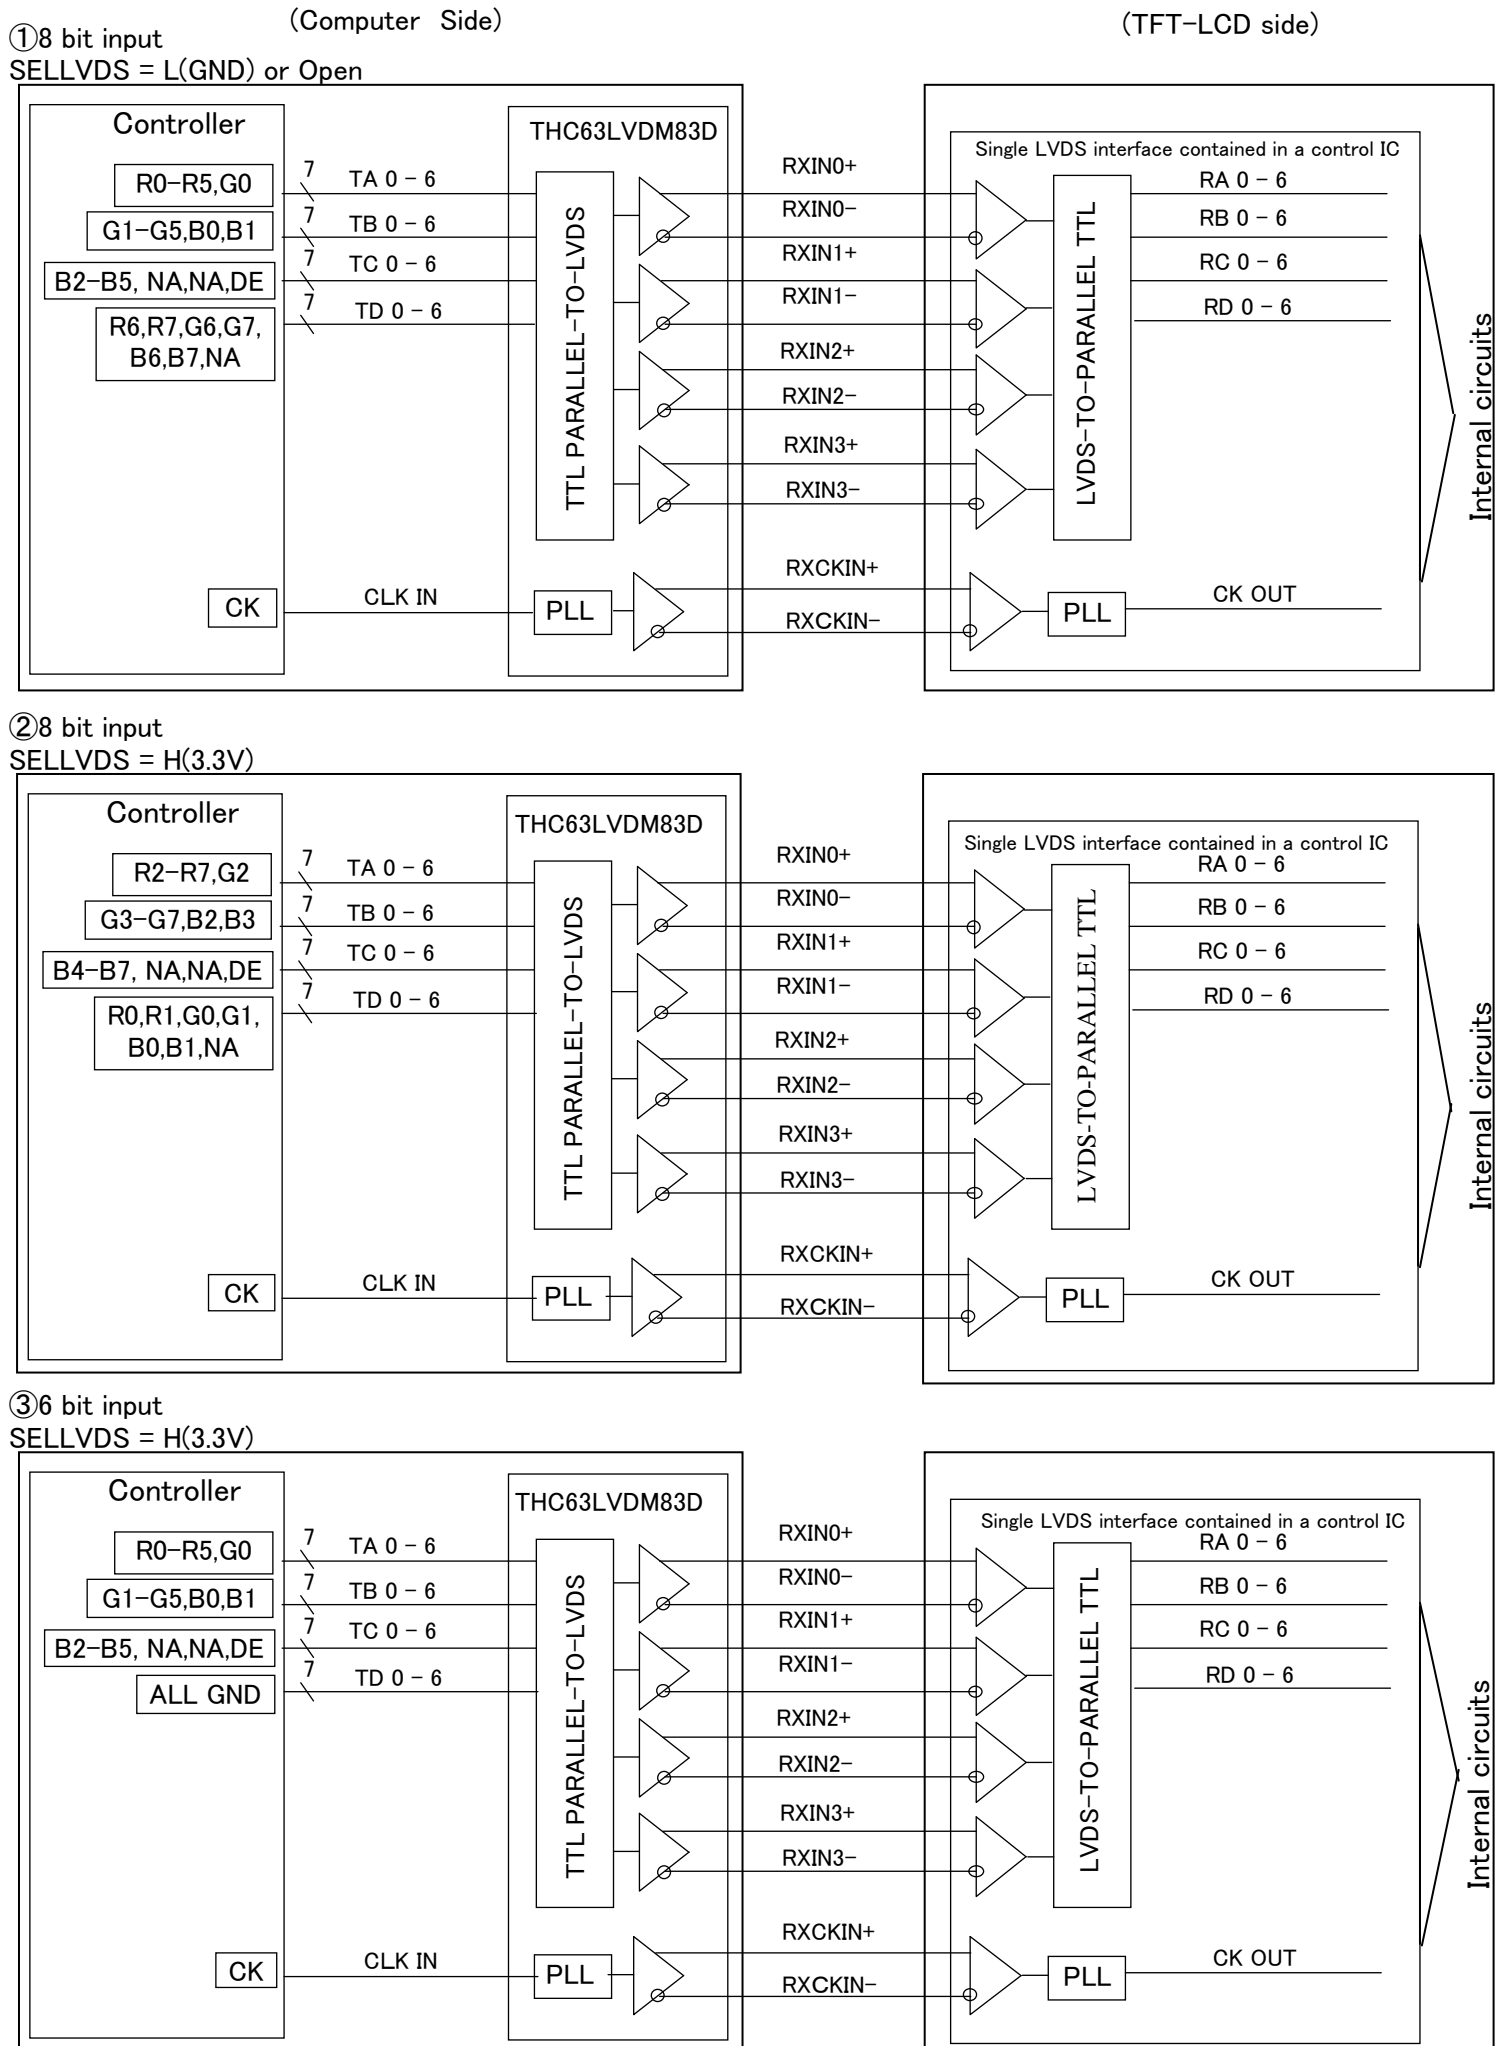 (Computer Side)
(TFT-LCD side)
①8 bit input
SELLVDS = L(GND) or Open
Controller
THC63LVDM83D
Single LVDS interface contained in a control IC
R0-R5,G0
7
TA 0 - 6
RXIN0+
RA 0 - 6
G1-G5,B0,B1
7
TB 0 - 6
RXIN0-
RB 0 - 6
B2-B5, NA,NA,DE
7
TC 0 - 6
RXIN1+
RC 0 - 6
R6,R7,G6,G7,
B6,B7,NA
7
TD 0 - 6
RXIN1-
RD 0 - 6
TTL PARALLEL-TO-LVDS
LVDS-TO-PARALLEL TTL
RXIN2+
RXIN2-
RXIN3+
RXIN3-
Internal circuits
CK
CLK IN
PLL
RXCKIN+
RXCKIN-
PLL
CK OUT
②8 bit input
SELLVDS = H(3.3V)
Controller
THC63LVDM83D
Single LVDS interface contained in a control IC
R2-R7,G2
7
TA 0 - 6
RXIN0+
RA 0 - 6
G3-G7,B2,B3
7
TB 0 - 6
RXIN0-
RB 0 - 6
B4-B7, NA,NA,DE
7
TC 0 - 6
RXIN1+
RC 0 - 6
R0,R1,G0,G1,
B0,B1,NA
7
TD 0 - 6
RXIN1-
RD 0 - 6
TTL PARALLEL-TO-LVDS
LVDS-TO-PARALLEL TTL
RXIN2+
RXIN2-
RXIN3+
RXIN3-
Internal circuits
CK
CLK IN
PLL
RXCKIN+
RXCKIN-
PLL
CK OUT
③6 bit input
SELLVDS = H(3.3V)
Controller
THC63LVDM83D
Single LVDS interface contained in a control IC
R0-R5,G0
7
TA 0 - 6
RXIN0+
RA 0 - 6
G1-G5,B0,B1
7
TB 0 - 6
RXIN0-
RB 0 - 6
B2-B5, NA,NA,DE
7
TC 0 - 6
RXIN1+
RC 0 - 6
ALL GND
7
TD 0 - 6
RXIN1-
RD 0 - 6
TTL PARALLEL-TO-LVDS
LVDS-TO-PARALLEL TTL
RXIN2+
RXIN2-
RXIN3+
RXIN3-
Internal circuits
CK
CLK IN
PLL
RXCKIN+
RXCKIN-
PLL
CK OUT